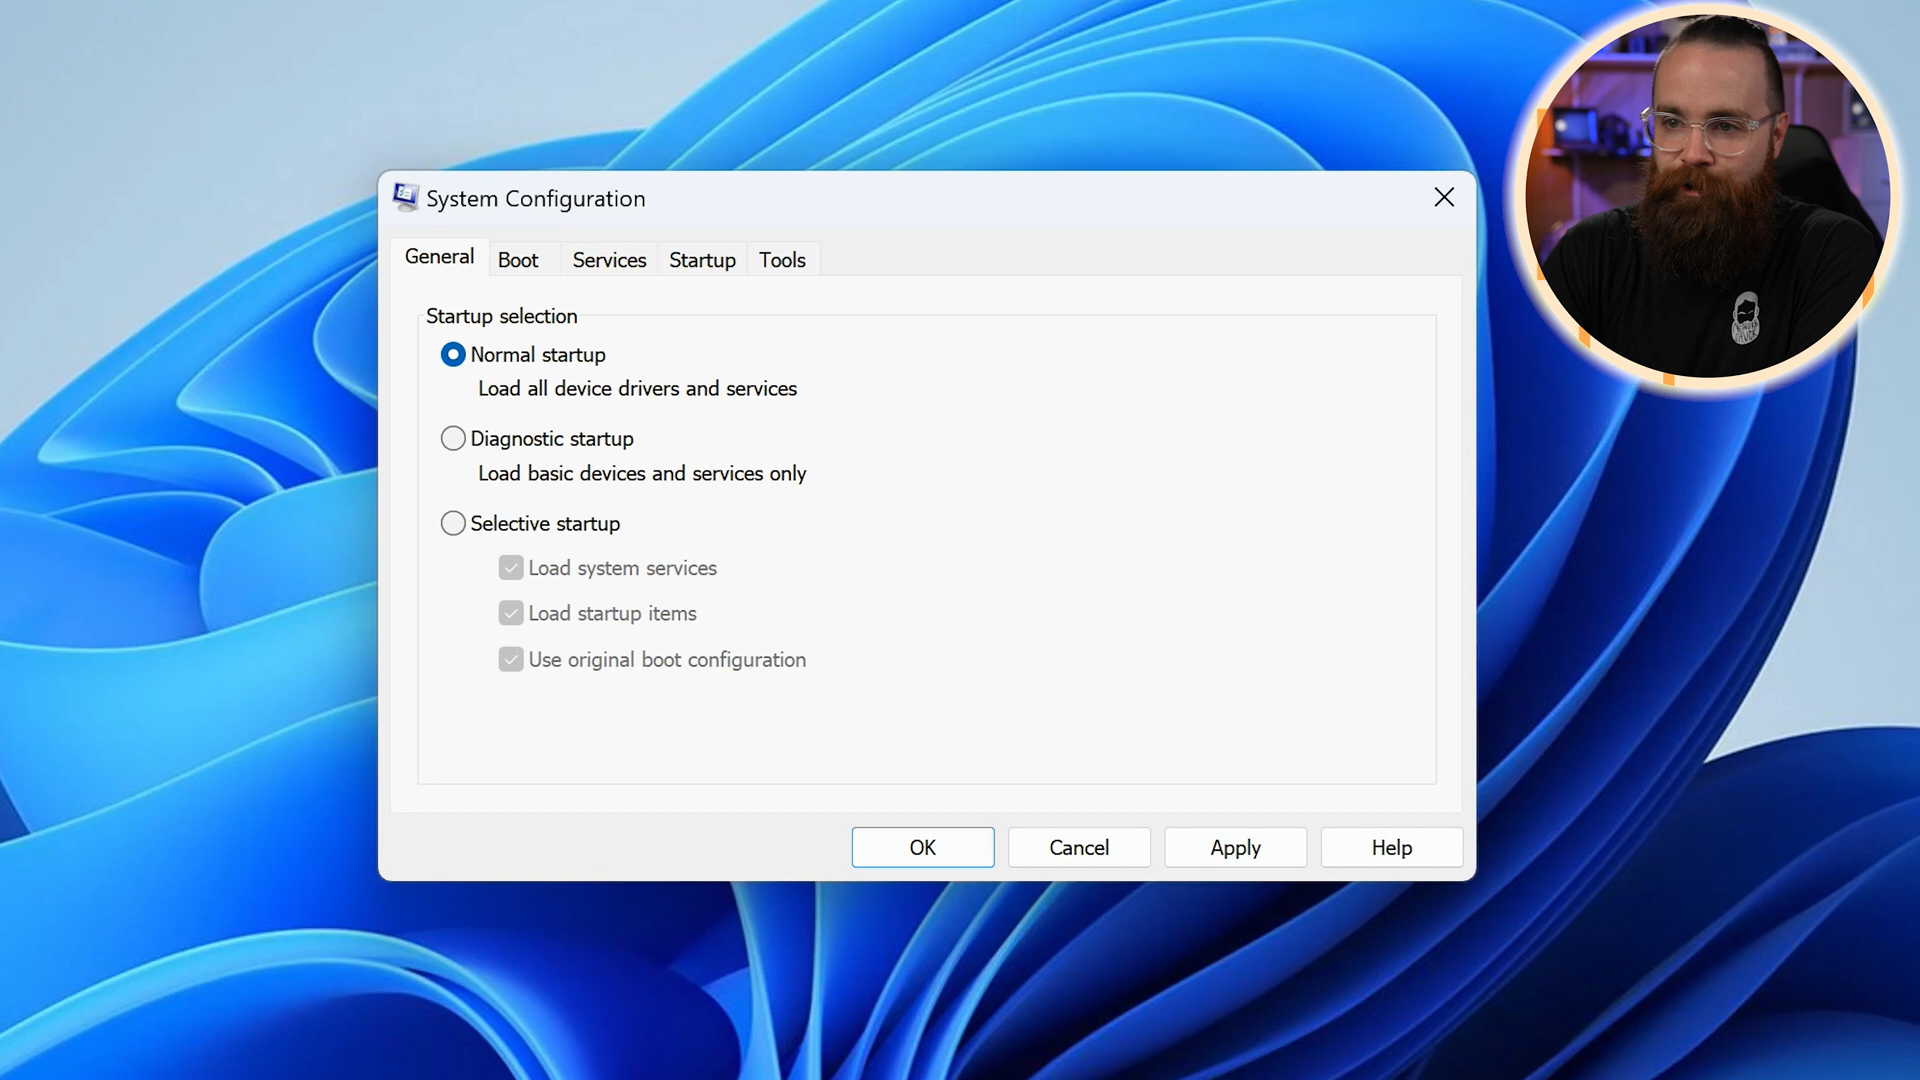 System Configuration
General Boot Services Startup Tools
Startup selection
Normal startup
Load all device drivers and services
Diagnostic startup
Load basic devices and services only
Selective startup
Load system services
Load startup items
Use original boot configuration
OK Cancel Apply Help